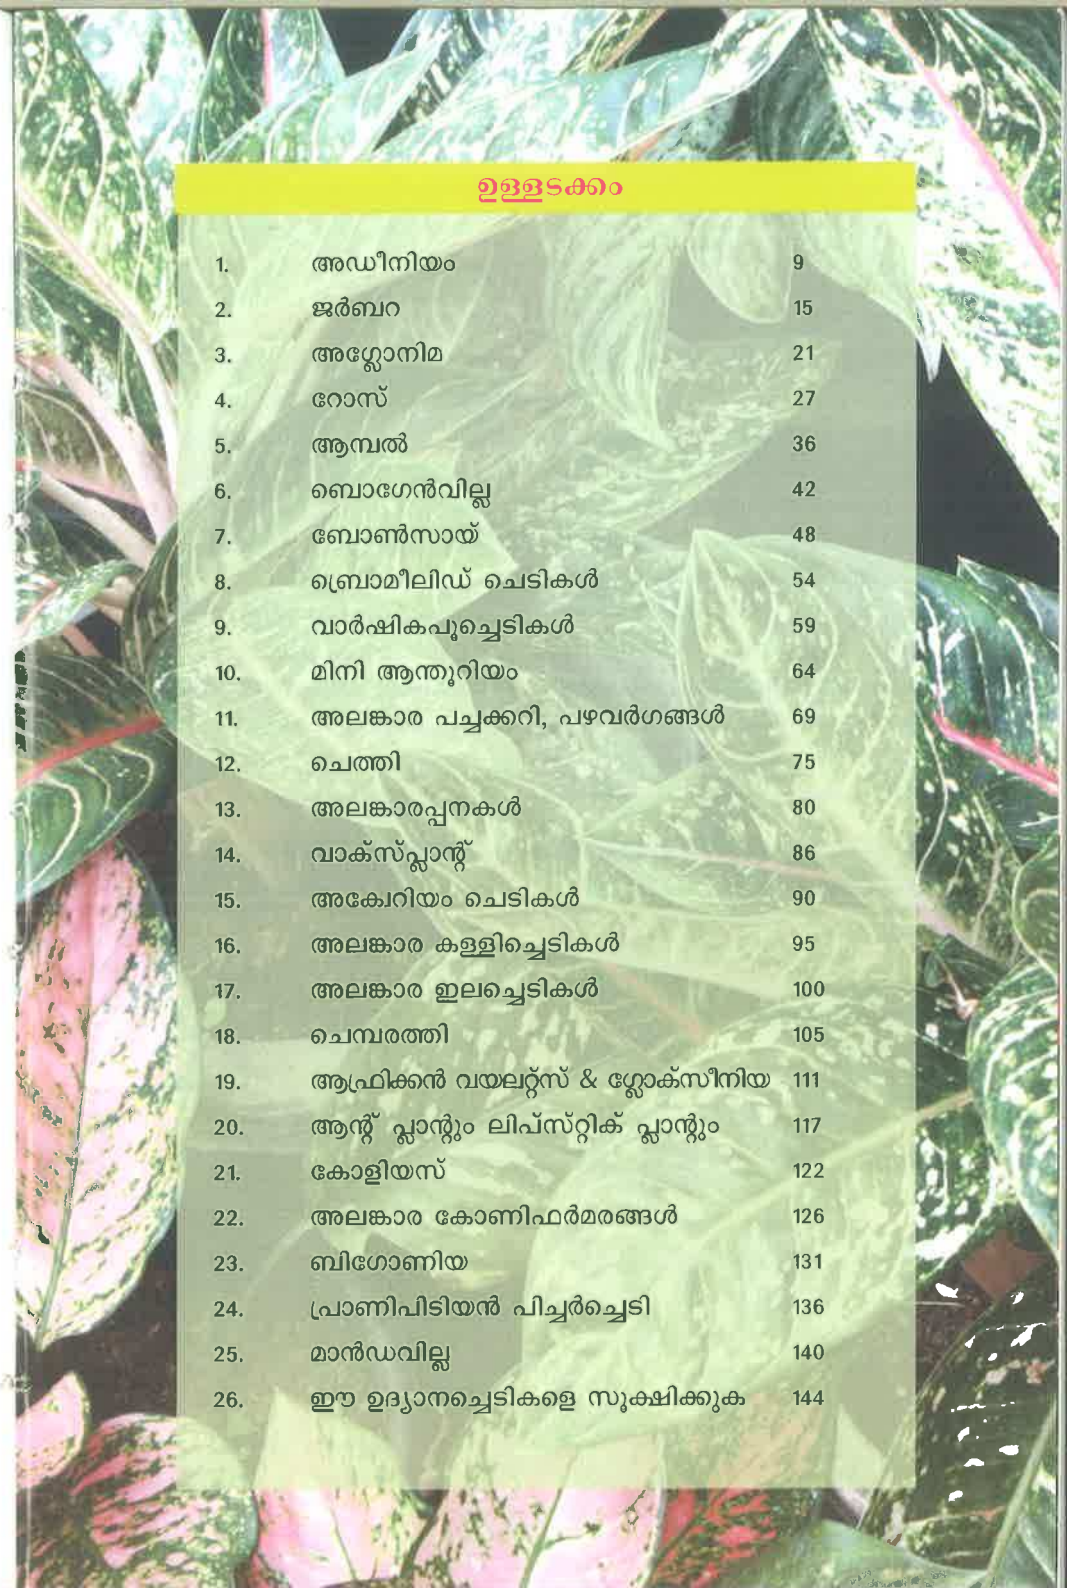 ഉള്ളടക്കം
1. അഡീനിയം 9
2. ജർബറ 15
3. അഗ്ലോനിമ 21
4. റോസ് 27
5. ആമ്പൽ 36
6. ബൊഗേൻവില്ല 42
7. ബോൺസായ് 48
8. ബ്രൊമീലിഡ് ചെടികൾ 54
9. വാർഷികപൂച്ചെടികൾ 59
10. മിനി ആന്തൂറിയം 64
11. അലങ്കാര പച്ചക്കറി, പഴവർഗങ്ങൾ 69
12. ചെത്തി 75
13. അലങ്കാരപ്പനകൾ 80
14. വാക്സ്പ്ലാന്റ് 86
15. അക്വേറിയം ചെടികൾ 90
16. അലങ്കാര കള്ളിച്ചെടികൾ 95
17. അലങ്കാര ഇലച്ചെടികൾ 100
18. ചെമ്പരത്തി 105
19. ആഫ്രിക്കൻ വയലറ്റ്സ് & ഗ്ലോക്സീനിയ 111
20. ആന്റ് പ്ലാന്റും ലിപ്സ്റ്റിക് പ്ലാന്റും 117
21. കോളിയസ് 122
22. അലങ്കാര കോണിഫർമരങ്ങൾ 126
23. ബിഗോണിയ 131
24. പ്രാണിപിടിയൻ പിച്ചർച്ചെടി 136
25. മാൻഡവില്ല 140
26. ഈ ഉദ്യാനച്ചെടികളെ സൂക്ഷിക്കുക 144